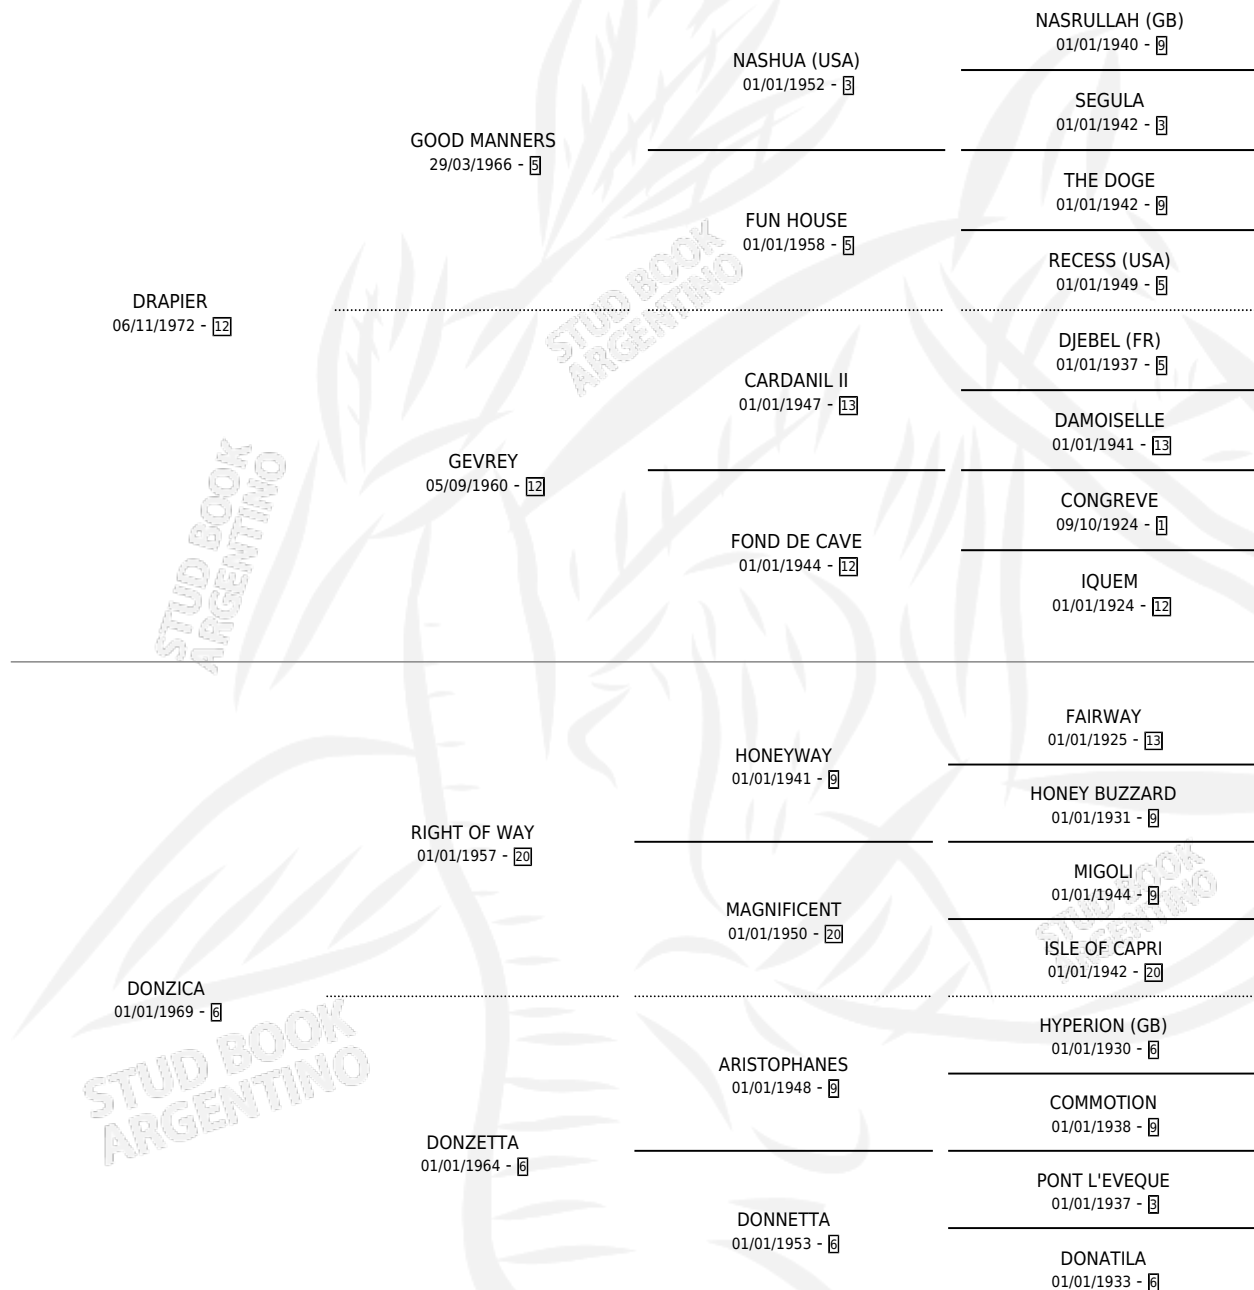 NASRULLAH (GB)
01/01/1940 - 9
NASHUA (USA)
01/01/1952 - 3
SEGULA
01/01/1942 - 3
GOOD MANNERS
29/03/1966 - 5
THE DOGE
01/01/1942 - 9
FUN HOUSE
01/01/1958 - 5
RECESS (USA)
01/01/1949 - 5
DRAPIER
06/11/1972 - 12
STUD BOOK
ARGENTINO
DJEBEL (FR)
01/01/1937 - 5
CARDANIL II
01/01/1947 - 13
DAMOISELLE
01/01/1941 - 13
GEVREY
05/09/1960 - 12
CONGREVE
09/10/1924 - 1
FOND DE CAVE
01/01/1944 - 12
IQUEM
01/01/1924 - 12
STUD BOOK
ARGENTINO
FAIRWAY
01/01/1925 - 13
HONEYWAY
01/01/1941 - 9
HONEY BUZZARD
01/01/1931 - 9
RIGHT OF WAY
01/01/1957 - 20
MIGOLI
01/01/1944 - 9
MAGNIFICENT
01/01/1950 - 20
ISLE OF CAPRI
01/01/1942 - 20
STUD BOOK
ARGENTINO
DONZICA
01/01/1969 - 6
STUD BOOK
ARGENTINO
HYPERION (GB)
01/01/1930 - 6
ARISTOPHANES
01/01/1948 - 9
COMMOTION
01/01/1938 - 9
DONZETTA
01/01/1964 - 6
PONT L'EVEQUE
01/01/1937 - 3
DONNETTA
01/01/1953 - 6
DONATILA
01/01/1933 - 6